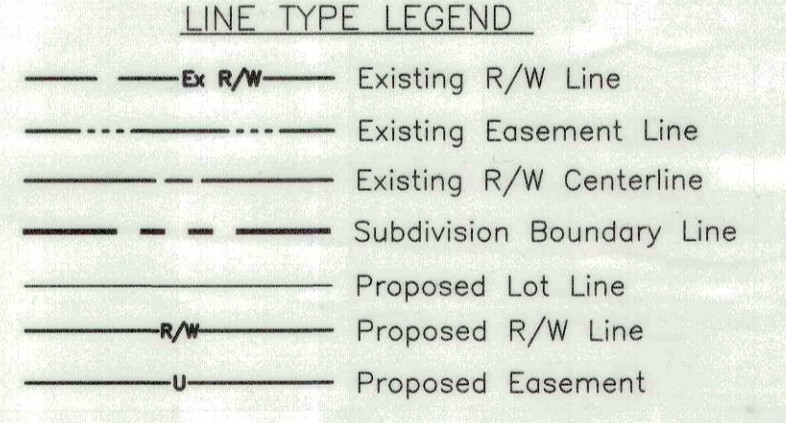 LINE TYPE LEGEND
Ex R/W Existing R/W Line
Existing Easement Line
Existing R/W Centerline
Subdivision Boundary Line
Proposed Lot Line
R/W Proposed R/W Line
U Proposed Easement